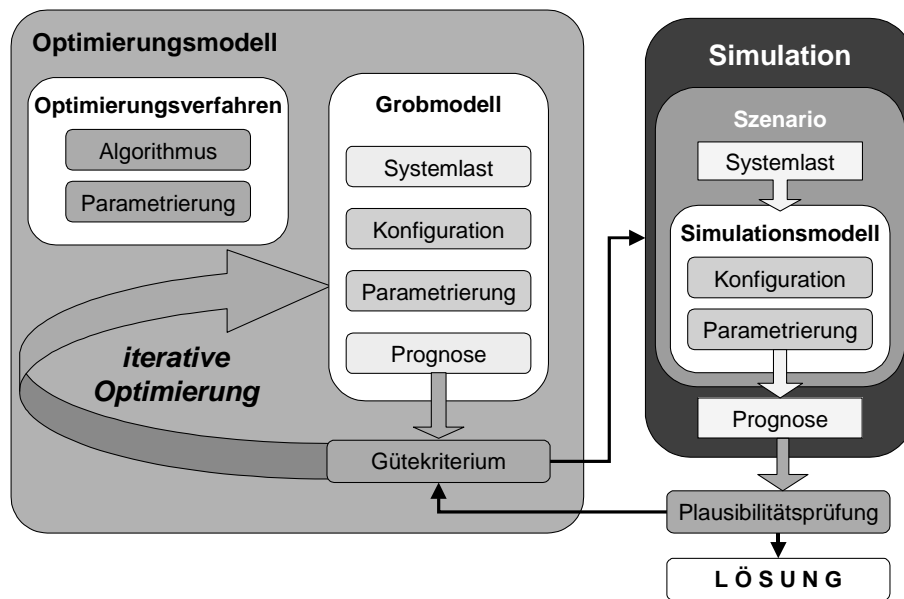 Optimierungsmodell
Optimierungsverfahren
Algorithmus
Parametrierung
Grobmodell
Systemlast
Konfiguration
Parametrierung
Prognose
iterative
Optimierung
Gütekriterium
Simulation
Szenario
Systemlast
Simulationsmodell
Konfiguration
Parametrierung
Prognose
Plausibilitätsprüfung
L Ö S U N G